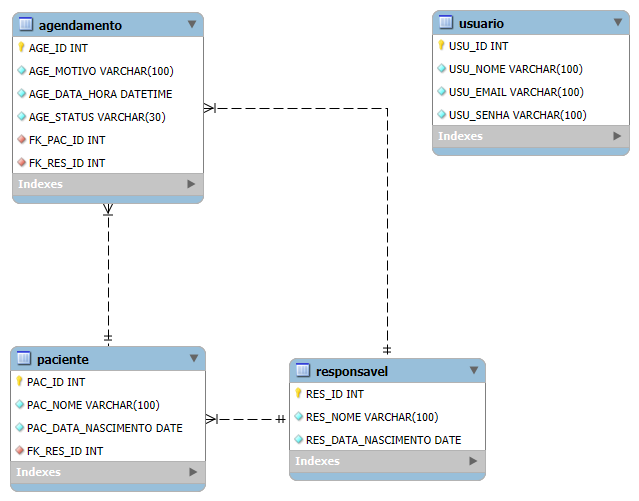 agendamento
AGE_ID INT
AGE_MOTIVO VARCHAR(100)
AGE_DATA_HORA DATETIME
AGE_STATUS VARCHAR(30)
FK_PAC_ID INT
FK_RES_ID INT
Indexes
usuario
USU_ID INT
USU_NOME VARCHAR(100)
USU_EMAIL VARCHAR(100)
USU_SENHA VARCHAR(100)
Indexes
paciente
PAC_ID INT
PAC_NOME VARCHAR(100)
PAC_DATA_NASCIMENTO DATE
FK_RES_ID INT
Indexes
responsavel
RES_ID INT
RES_NOME VARCHAR(100)
RES_DATA_NASCIMENTO DATE
Indexes